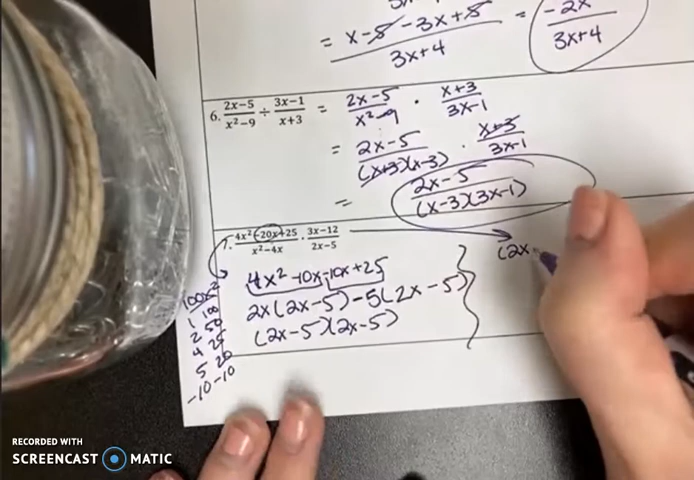 = x-5-3x+5 / 3x+4 = -2x / 3x+4
6. 2x-5 / x²-9 ÷ 3x-1 / x+3 = 2x-5 / x²-9 · x+3 / 3x-1
= 2x-5 / (x+3)(x-3) · x+3 / 3x-1
= 2x-5 / (x-3)(3x-1)
7. 4x²-20x+25 / x²-4x · 3x-12 / 2x-5
(2x
4x²-10x-10x+25
2x(2x-5)-5(2x-5)
(2x-5)(2x-5)
100x²
1 100
2 50
4 25
5 20
-10 -10
RECORDED WITH
SCREENCAST MATIC